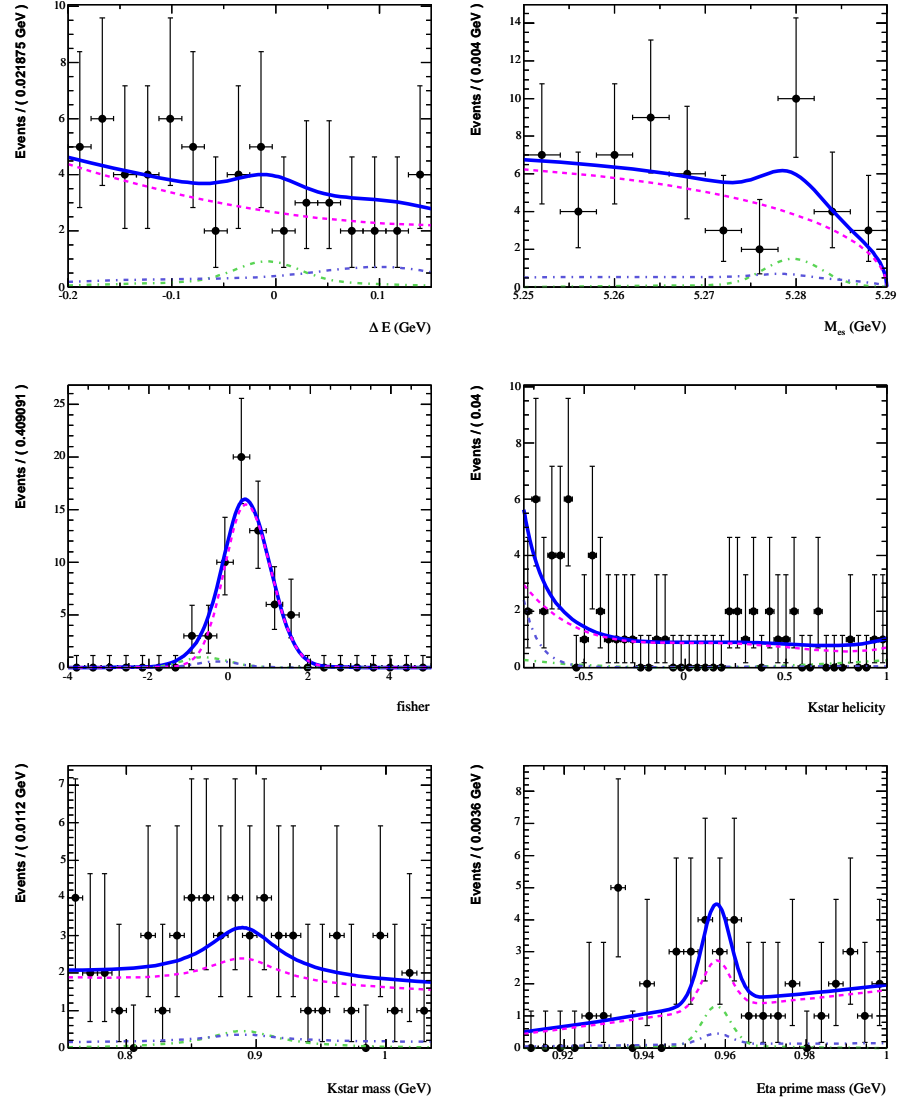 Events / ( 0.021875 GeV )
10
8
6
4
2
0
-0.2 -0.1 0 0.1
Δ E (GeV)
Events / ( 0.004 GeV )
14
12
10
8
6
4
2
0
5.25 5.26 5.27 5.28 5.29
M_es (GeV)
Events / ( 0.409091 )
25
20
15
10
5
0
-4 -2 0 2 4
fisher
Events / ( 0.04 )
10
8
6
4
2
0
-0.5 0 0.5 1
Kstar helicity
Events / ( 0.0112 GeV )
7
6
5
4
3
2
1
0
0.8 0.9 1
Kstar mass (GeV)
Events / ( 0.0036 GeV )
8
7
6
5
4
3
2
1
0
0.92 0.94 0.96 0.98 1
Eta prime mass (GeV)